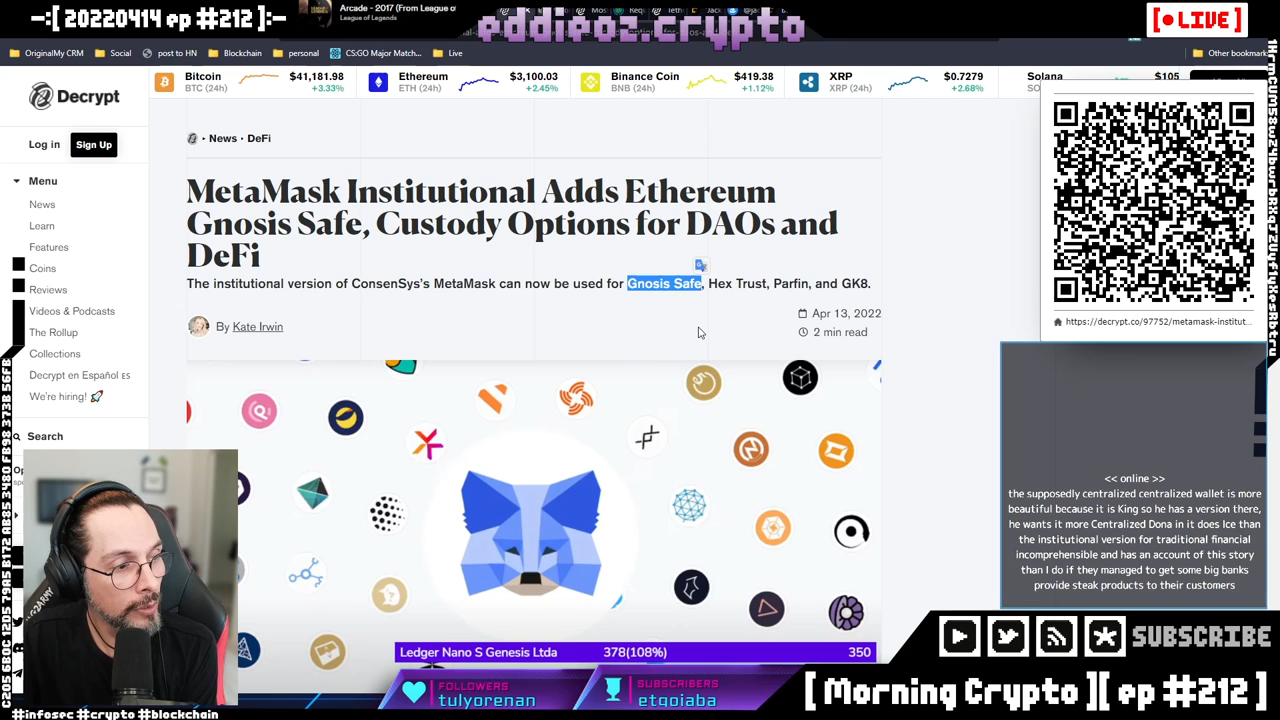 -:[ 20220414 ep #212 ]:-
Arcade - 2017 (From League of
League of Legends
eddieoz.crypto
[ LIVE ]
OriginalMy CRM
Social
post to HN
Blockchain
personal
CS:GO Major Match...
Live
Other bookmark
Decrypt
Bitcoin
BTC (24h)
$41,181.98
+3.33%
Ethereum
ETH (24h)
$3,100.03
+2.45%
Binance Coin
BNB (24h)
$419.38
+1.12%
XRP
XRP (24h)
$0.7279
+2.68%
Solana
$105
Log in
Sign Up
Menu
News
Learn
Features
Coins
Reviews
Videos & Podcasts
The Rollup
Collections
Decrypt en Español ES
We're hiring! 🚀
Search
News · DeFi
MetaMask Institutional Adds Ethereum
Gnosis Safe, Custody Options for DAOs and
DeFi
The institutional version of ConsenSys's MetaMask can now be used for Gnosis Safe, Hex Trust, Parfin, and GK8.
By Kate Irwin
Apr 13, 2022
2 min read
https://decrypt.co/97752/metamask-institut...
<< online >>
the supposedly centralized centralized wallet is more
beautiful because it is King so he has a version there,
he wants it more Centralized Dona in it does Ice than
the institutional version for traditional financial
incomprehensible and has an account of this story
than I do if they managed to get some big banks
provide steak products to their customers
Ledger Nano S Genesis Ltda
378(108%)
350
FOLLOWERS
tulyorenan
SUBSCRIBERS
etgoiaba
SUBSCRIBE
[ Morning Crypto ][ ep #212 ]
#infosec #crypto #blockchain